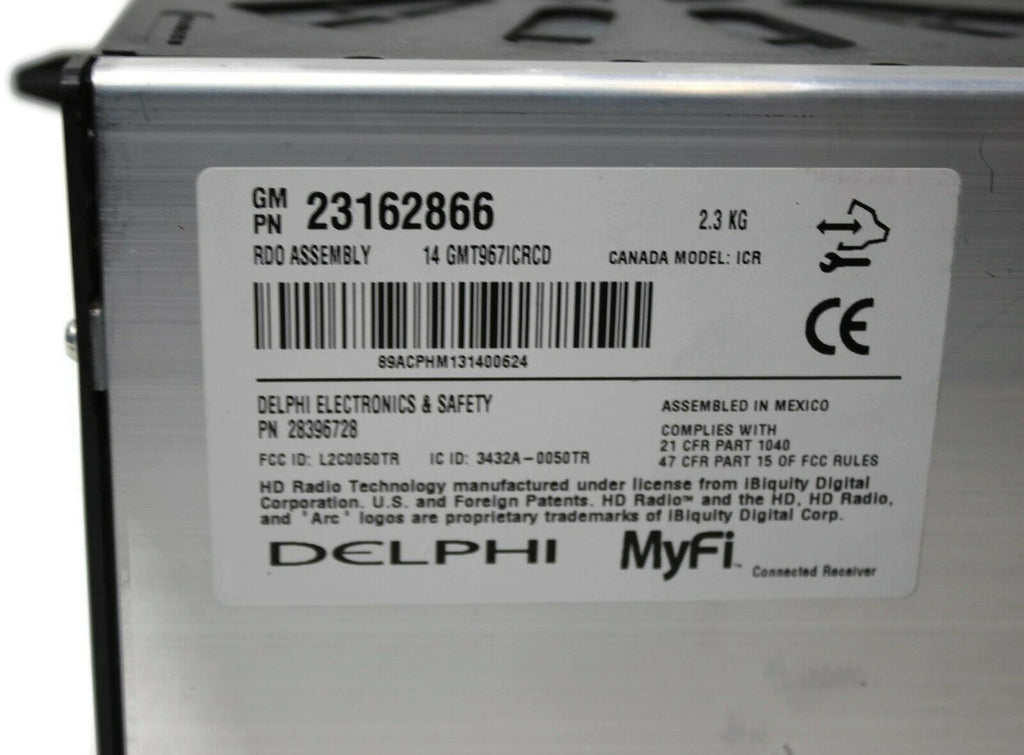 GM PN 23162866
2.3 KG
RDO ASSEMBLY 14 GMT967ICRCD CANADA MODEL: ICR
CE
89ACPHM131400624
DELPHI ELECTRONICS & SAFETY
PN 28396728
FCC ID: L2C0050TR IC ID: 3432A-0050TR
ASSEMBLED IN MEXICO
COMPLIES WITH
21 CFR PART 1040
47 CFR PART 15 OF FCC RULES
HD Radio Technology manufactured under license from iBiquity Digital
Corporation. U.S. and Foreign Patents. HD Radio™ and the HD, HD Radio,
and "Arc" logos are proprietary trademarks of iBiquity Digital Corp.
DELPHI MyFi™ Connected Receiver